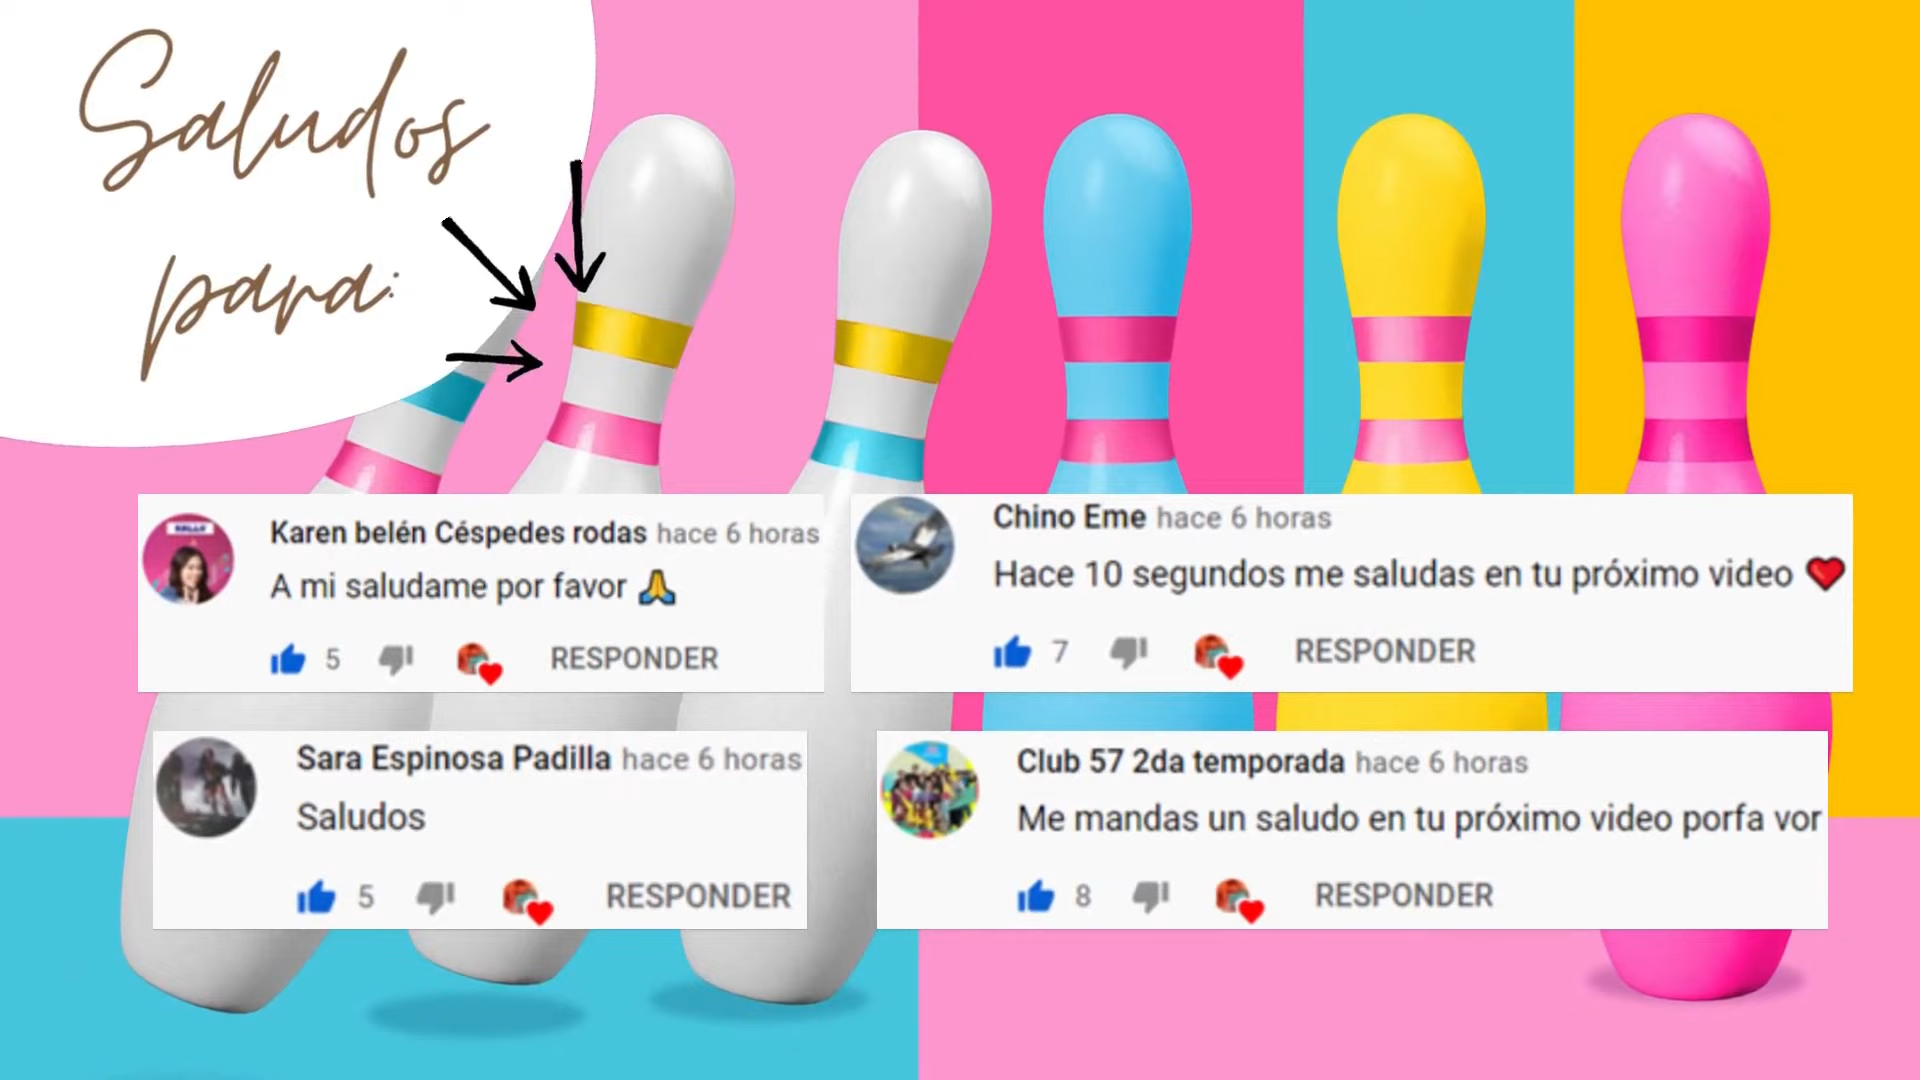 Saludos
para:
Karen belén Céspedes rodas hace 6 horas
A mi saludame por favor 🙏
5 RESPONDER
Chino Eme hace 6 horas
Hace 10 segundos me saludas en tu próximo video ❤️
7 RESPONDER
Sara Espinosa Padilla hace 6 horas
Saludos
5 RESPONDER
Club 57 2da temporada hace 6 horas
Me mandas un saludo en tu próximo video porfa vor
8 RESPONDER